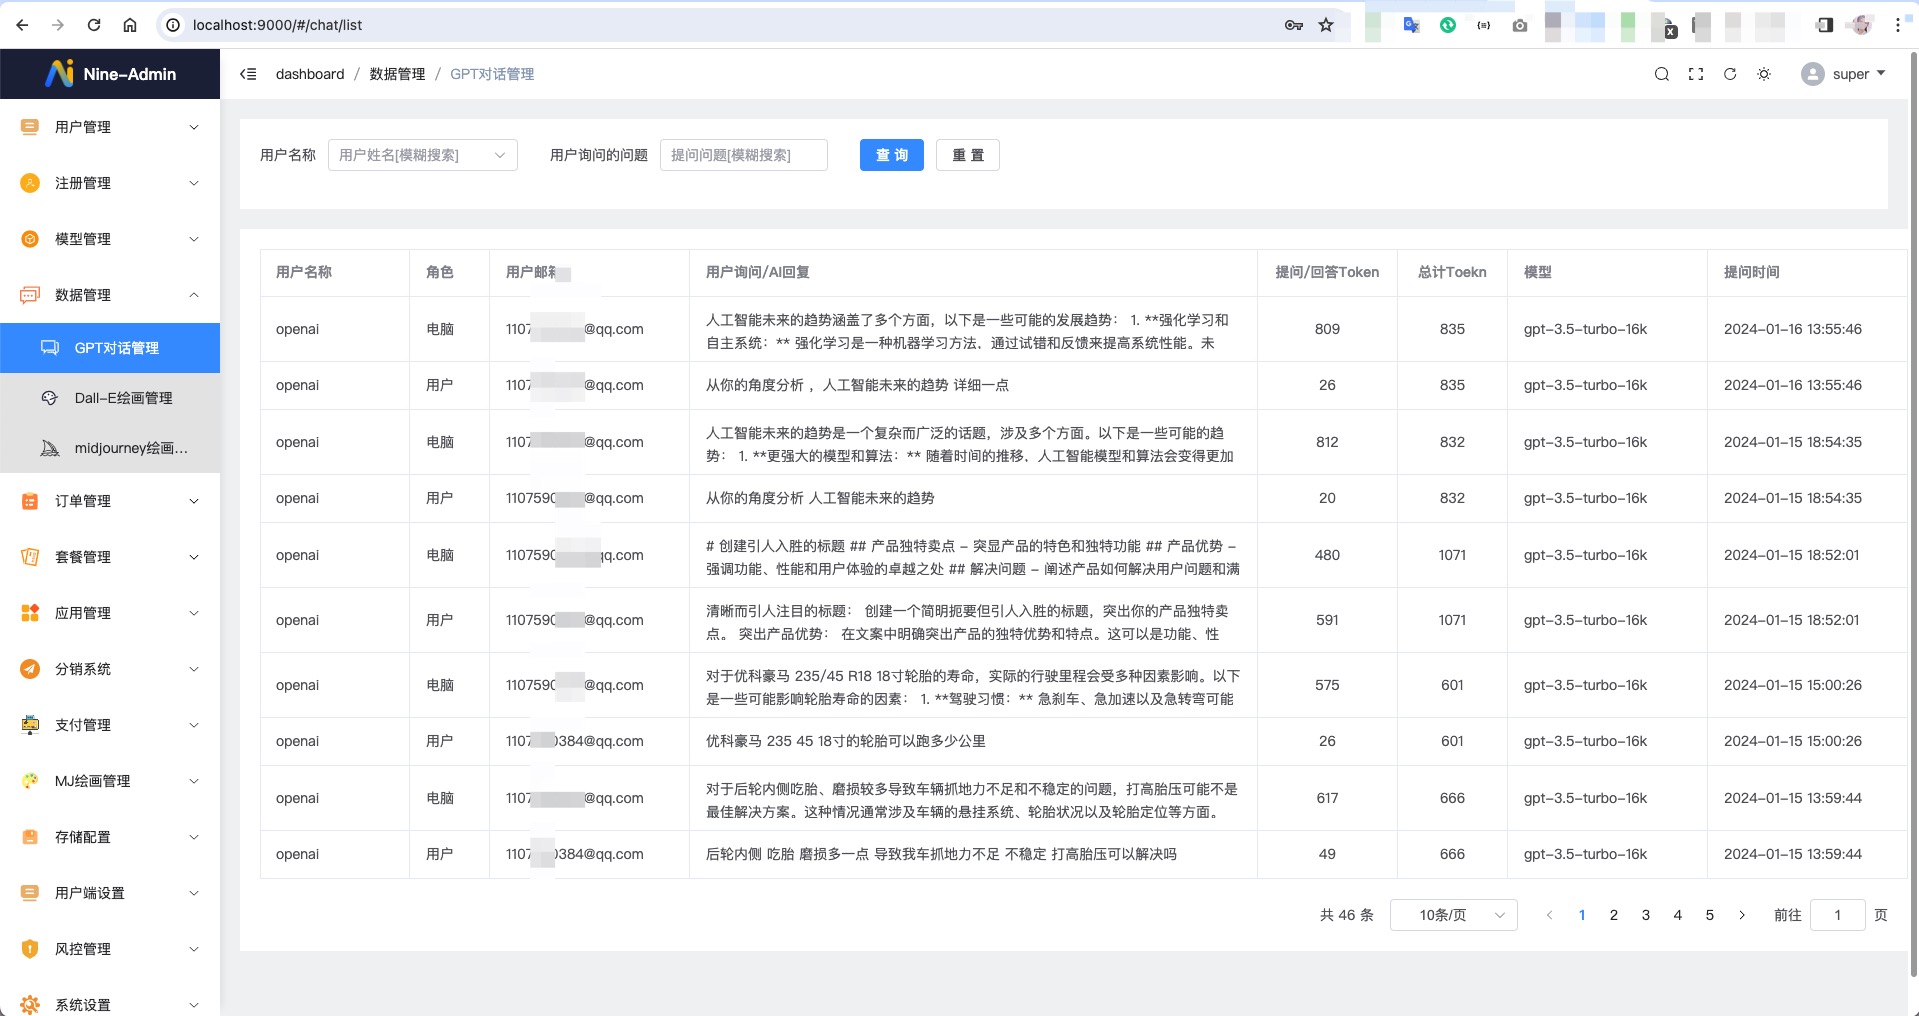 localhost:9000/#/chat/list
Nine-Admin
dashboard / 数据管理 / GPT对话管理
super
用户管理
注册管理
模型管理
数据管理
GPT对话管理
Dall-E绘画管理
midjourney绘画...
订单管理
套餐管理
应用管理
分销系统
支付管理
MJ绘画管理
存储配置
用户端设置
风控管理
系统设置
用户名称 用户姓名[模糊搜索] 用户询问的问题 提问问题[模糊搜索] 查 询 重 置
用户名称 角色 用户邮 用户询问/AI回复 提问/回答Token 总计Toekn 模型 提问时间
openai 电脑 1107 @qq.com 人工智能未来的趋势涵盖了多个方面，以下是一些可能的发展趋势： 1. **强化学习和 809 835 gpt-3.5-turbo-16k 2024-01-16 13:55:46
自主系统：** 强化学习是一种机器学习方法，通过试错和反馈来提高系统性能。未
openai 用户 1107 @qq.com 从你的角度分析 ，人工智能未来的趋势 详细一点 26 835 gpt-3.5-turbo-16k 2024-01-16 13:55:46
openai 电脑 1107 @qq.com 人工智能未来的趋势是一个复杂而广泛的话题，涉及多个方面。以下是一些可能的趋 812 832 gpt-3.5-turbo-16k 2024-01-15 18:54:35
势： 1. **更强大的模型和算法：** 随着时间的推移，人工智能模型和算法会变得更加
openai 用户 1107590 @qq.com 从你的角度分析 人工智能未来的趋势 20 832 gpt-3.5-turbo-16k 2024-01-15 18:54:35
openai 电脑 1107590 qq.com # 创建引人入胜的标题 ## 产品独特卖点 - 突显产品的特色和独特功能 ## 产品优势 - 480 1071 gpt-3.5-turbo-16k 2024-01-15 18:52:01
强调功能、性能和用户体验的卓越之处 ## 解决问题 - 阐述产品如何解决用户问题和满
openai 用户 1107590 @qq.com 清晰而引人注目的标题： 创建一个简明扼要但引人入胜的标题，突出你的产品独特卖 591 1071 gpt-3.5-turbo-16k 2024-01-15 18:52:01
点。 突出产品优势： 在文案中明确突出产品的独特优势和特点。这可以是功能、性
openai 电脑 1107590 @qq.com 对于优科豪马 235/45 R18 18寸轮胎的寿命，实际的行驶里程会受多种因素影响。以下 575 601 gpt-3.5-turbo-16k 2024-01-15 15:00:26
是一些可能影响轮胎寿命的因素： 1. **驾驶习惯：** 急刹车、急加速以及急转弯可能
openai 用户 1107 0384@qq.com 优科豪马 235 45 18寸的轮胎可以跑多少公里 26 601 gpt-3.5-turbo-16k 2024-01-15 15:00:26
openai 电脑 1107 @qq.com 对于后轮内侧吃胎、磨损较多导致车辆抓地力不足和不稳定的问题，打高胎压可能不是 617 666 gpt-3.5-turbo-16k 2024-01-15 13:59:44
最佳解决方案。这种情况通常涉及车辆的悬挂系统、轮胎状况以及轮胎定位等方面。
openai 用户 1107 0384@qq.com 后轮内侧 吃胎 磨损多一点 导致我车抓地力不足 不稳定 打高胎压可以解决吗 49 666 gpt-3.5-turbo-16k 2024-01-15 13:59:44
共 46 条 10条/页 1 2 3 4 5 前往 1 页